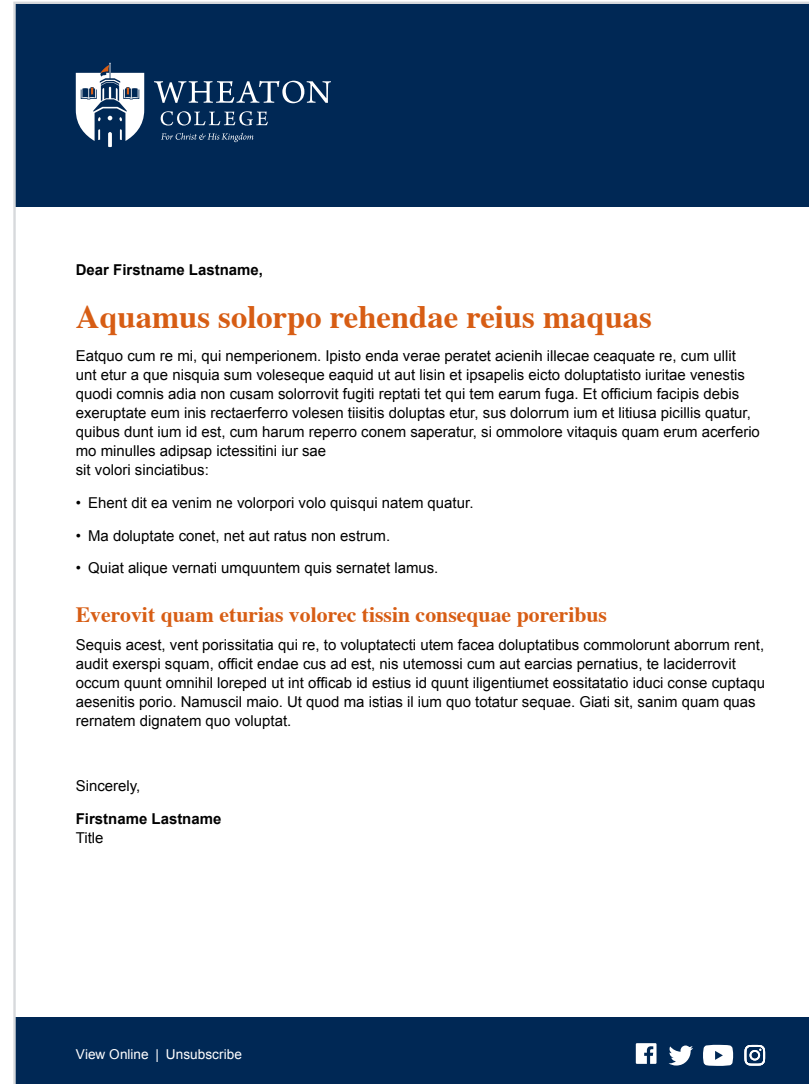 WHEATON
COLLEGE
For Christ & His Kingdom
Dear Firstname Lastname,
Aquamus solorpo rehendae reius maquas
Eatquo cum re mi, qui nemperionem. Ipisto enda verae peratet acienih illecae ceaquate re, cum ullit
unt etur a que nisquia sum voleseque eaquid ut aut lisin et ipsapelis eicto doluptatisto iuritae venestis
quodi comnis adia non cusam solorrovit fugiti reptati tet qui tem earum fuga. Et officium facipis debis
exeruptate eum inis rectaerferro volesen tiisitis doluptas etur, sus dolorrum ium et litiusa picillis quatur,
quibus dunt ium id est, cum harum reperro conem saperatur, si ommolore vitaquis quam erum acerferio
mo minulles adipsap ictessitini iur sae
sit volori sinciatibus:
• Ehent dit ea venim ne volorpori volo quisqui natem quatur.
• Ma doluptate conet, net aut ratus non estrum.
• Quiat alique vernati umquuntem quis sernatet lamus.
Everovit quam eturias volorec tissin consequae poreribus
Sequis acest, vent porissitatia qui re, to voluptatecti utem facea doluptatibus commolorunt aborrum rent,
audit exerspi squam, officit endae cus ad est, nis utemossi cum aut earcias pernatius, te laciderrovit
occum quunt omnihil loreped ut int officab id estius id quunt iligentiumet eossitatatio iduci conse cuptaqu
aesenitis porio. Namuscil maio. Ut quod ma istias il ium quo totatur sequae. Giati sit, sanim quam quas
rernatem dignatem quo voluptat.
Sincerely,
Firstname Lastname
Title
View Online | Unsubscribe